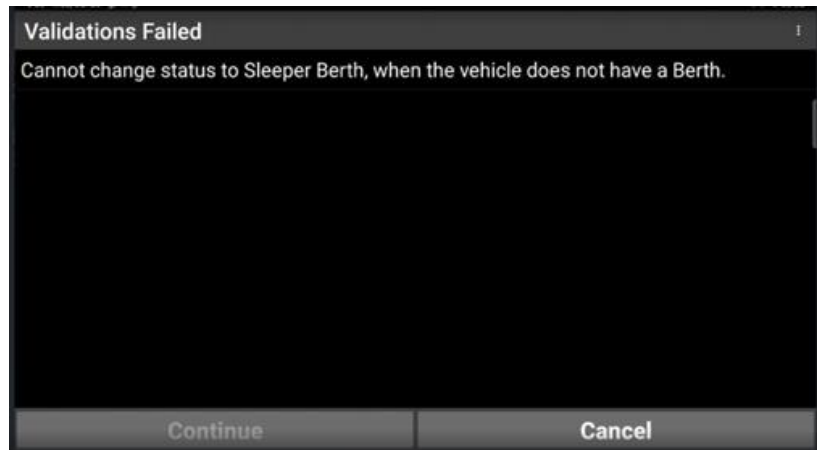 Validations Failed
Cannot change status to Sleeper Berth, when the vehicle does not have a Berth.
Continue
Cancel